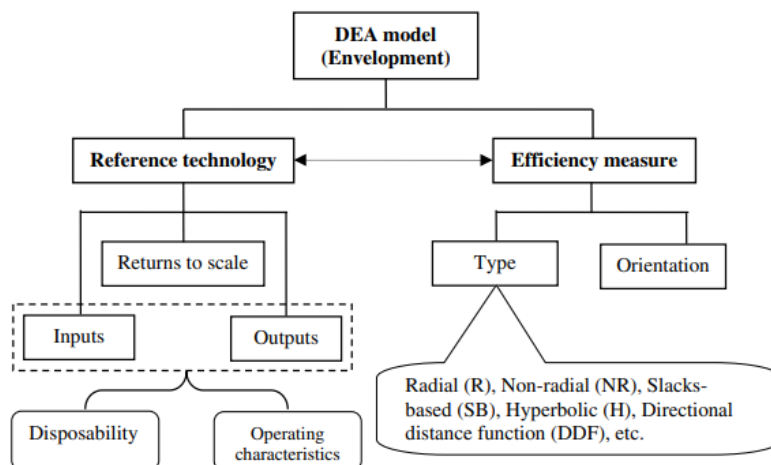 DEA model
(Envelopment)
Reference technology
Efficiency measure
Returns to scale
Type
Orientation
Inputs
Outputs
Radial (R), Non-radial (NR), Slacks-
based (SB), Hyperbolic (H), Directional
distance function (DDF), etc.
Disposability
Operating
characteristics